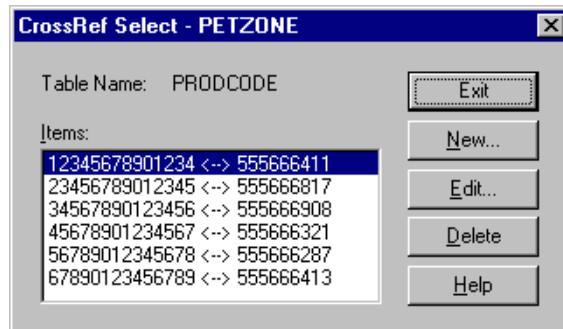 CrossRef Select - PETZONE
Table Name: PRODCODE
Items:
12345678901234 <--> 555666411
23456789012345 <--> 555666817
34567890123456 <--> 555666908
45678901234567 <--> 555666321
56789012345678 <--> 555666287
67890123456789 <--> 555666413
Exit
New...
Edit...
Delete
Help